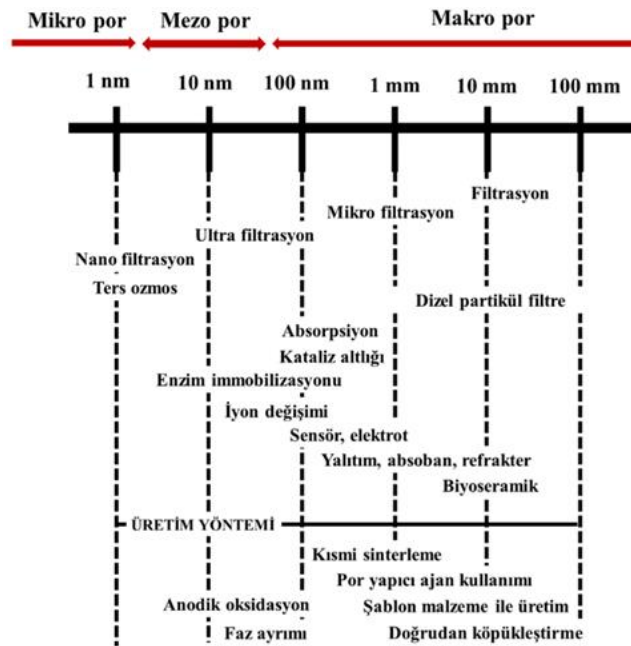 Mikro por Mezo por Makro por
1 nm 10 nm 100 nm 1 mm 10 mm 100 mm
Filtrasyon
Mikro filtrasyon
Ultra filtrasyon
Nano filtrasyon
Ters ozmos
Dizel partikül filtre
Absorpsiyon
Kataliz altlığı
Enzim immobilizasyonu
İyon değişimi
Sensör, elektrot
Yalıtım, absoban, refrakter
Biyoseramik
ÜRETİM YÖNTEMİ
Kısmi sinterleme
Por yapıcı ajan kullanımı
Anodik oksidasyon Şablon malzeme ile üretim
Faz ayrımı Doğrudan köpükleştirme